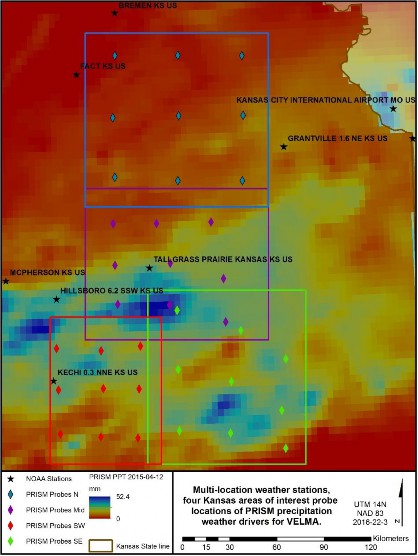 BREMEN KS US
FACT KS US
KANSAS CITY INTERNATIONAL AIRPORT MO US
GRANTVILLE 1.6 NE KS US
TALLGRASS PRAIRIE KANSAS KS US
MCPHERSON KS US
HILLSBORO 6.2 SSW KS US
KECHI 0.3 NNE KS US
NOAA Stations
PRISM Probes N
PRISM Probes Mid
PRISM Probes SW
PRISM Probes SE
PRISM PPT 2015-04-12
mm
52.4
0
Kansas State line
Multi-location weather stations,
four Kansas areas of interest probe
locations of PRISM precipitation
weather drivers for VELMA.
UTM 14N
NAD 83
2016-22-3
N
Kilometers
0 15 30 60 90 120